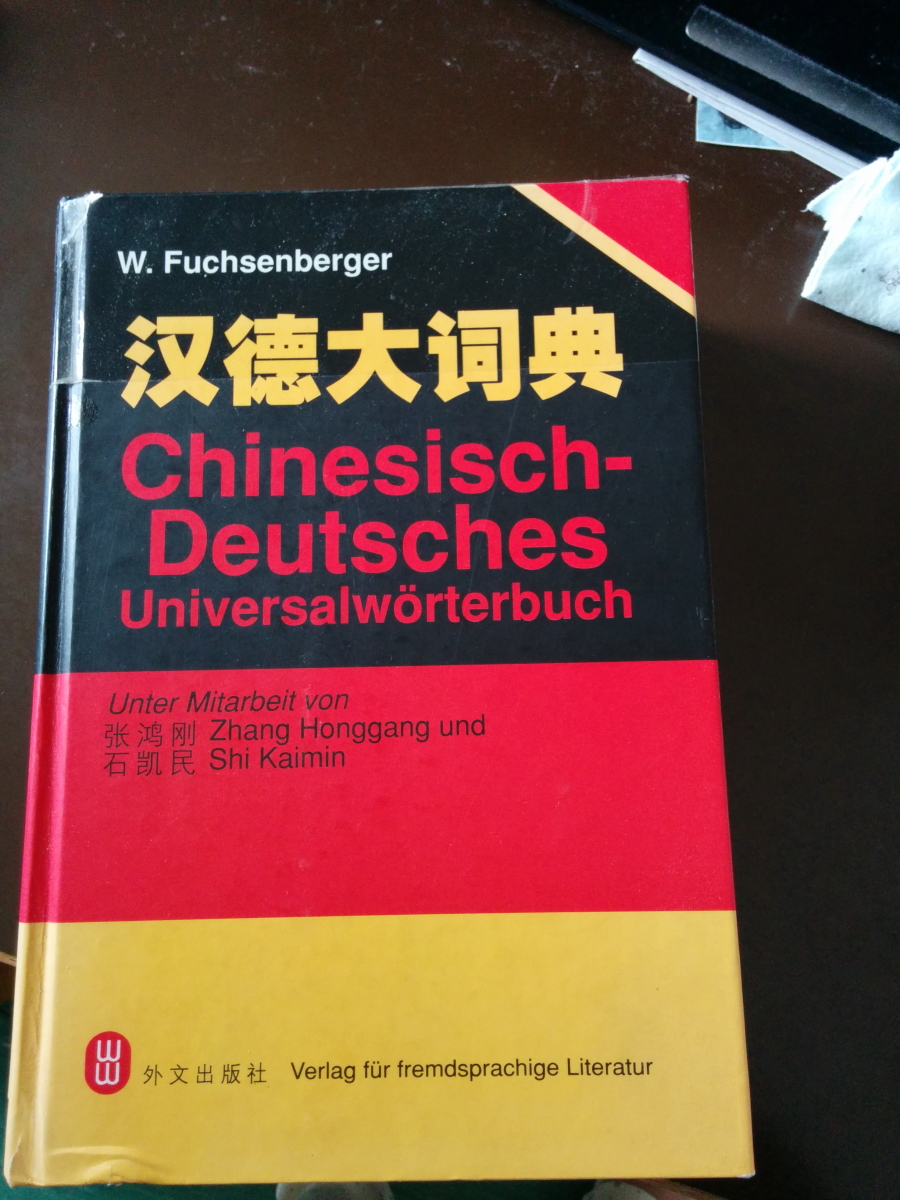 W. Fuchsenberger
汉德大词典
Chinesisch-
Deutsches
Universalwörterbuch
Unter Mitarbeit von
张鸿刚 Zhang Honggang und
石凯民 Shi Kaimin
外文出版社 Verlag für fremdsprachige Literatur